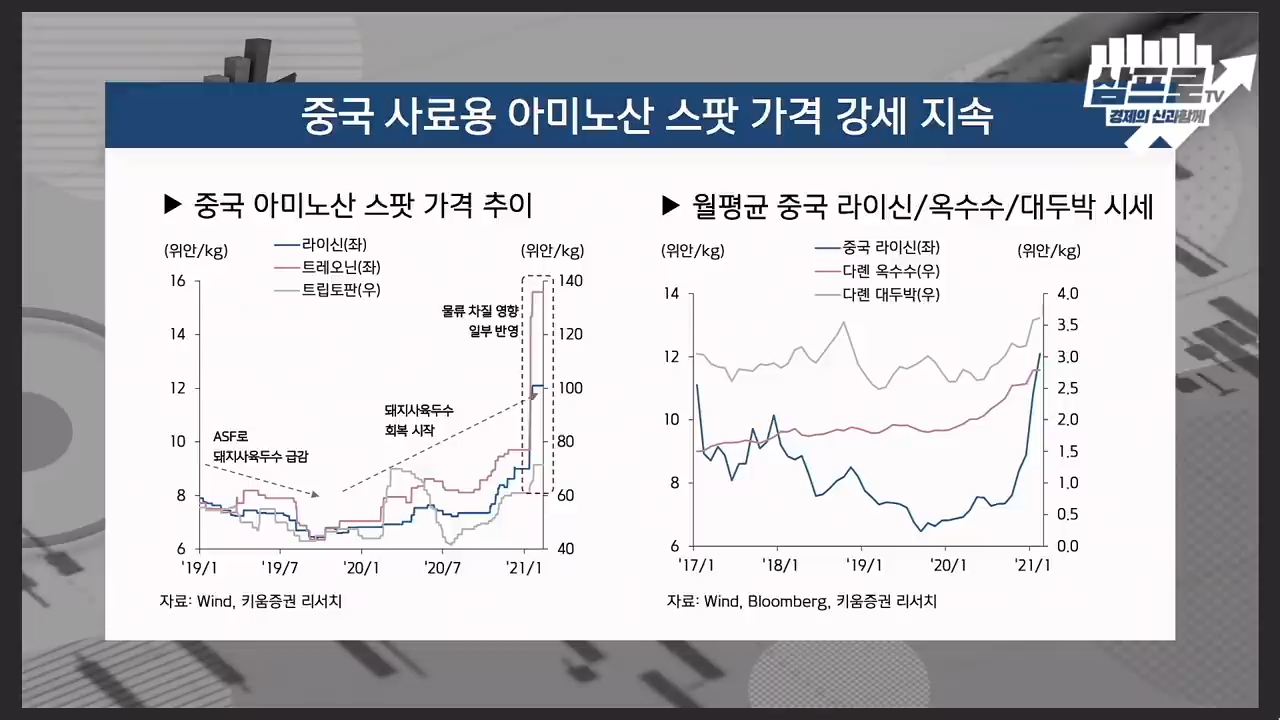 삼프로TV
경제의 신과함께
중국 사료용 아미노산 스팟 가격 강세 지속
▶ 중국 아미노산 스팟 가격 추이
(위안/kg)
(위안/kg)
라이신(좌)
트레오닌(좌)
트립토판(우)
16
14
12
10
8
6
140
120
100
80
60
40
물류 차질 영향
일부 반영
돼지사육두수
회복 시작
ASF로
돼지사육두수 급감
'19/1 '19/7 '20/1 '20/7 '21/1
자료: Wind, 키움증권 리서치
▶ 월평균 중국 라이신/옥수수/대두박 시세
(위안/kg)
(위안/kg)
중국 라이신(좌)
다롄 옥수수(우)
다롄 대두박(우)
14
12
10
8
6
4.0
3.5
3.0
2.5
2.0
1.5
1.0
0.5
0.0
'17/1 '18/1 '19/1 '20/1 '21/1
자료: Wind, Bloomberg, 키움증권 리서치